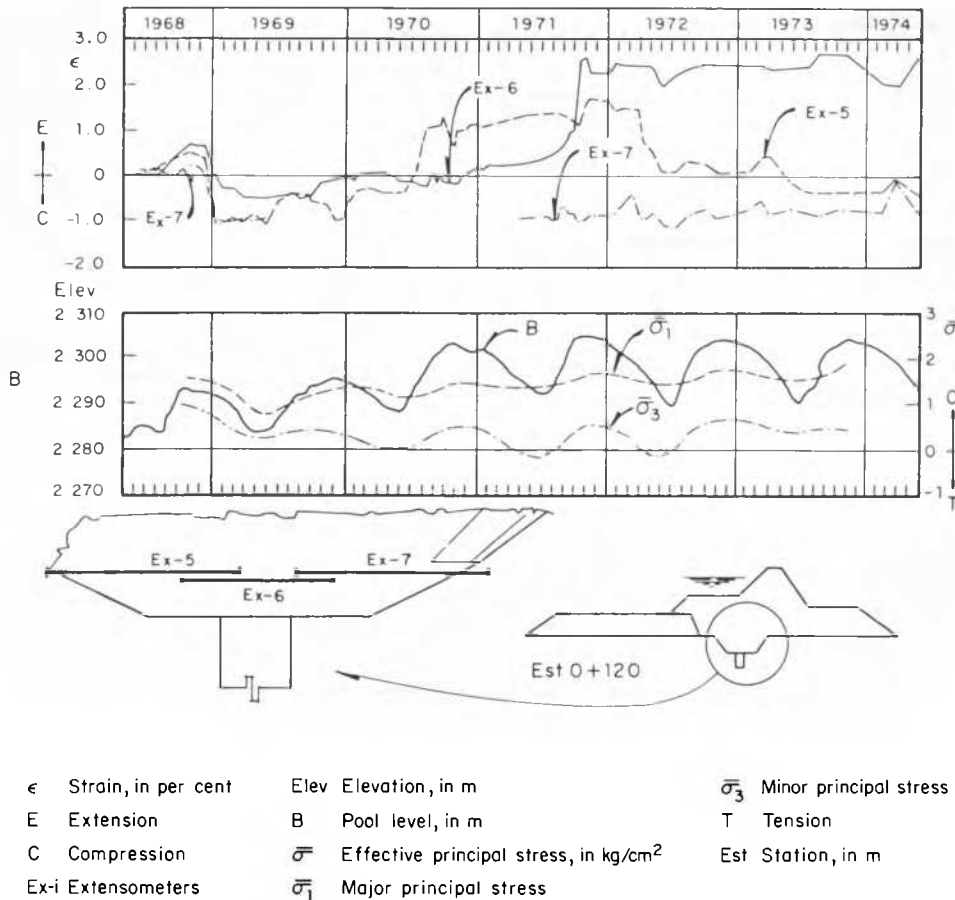 1968 1969 1970 1971 1972 1973 1974
3.0
ϵ
2.0
E 1.0
0
C -1.0
-2.0
Ex-6
Ex-5
Ex-7
Ex-7
Elev
2 310
2 300
B
2 290
2 280
2 270
B
σ̿₁
σ̿₃
3
σ̿
2
1 C
0
-1 T
Ex-5
Ex-7
Ex-6
Est 0+120
ϵ Strain, in per cent
E Extension
C Compression
Ex-i Extensometers
Elev Elevation, in m
B Pool level, in m
σ̿ Effective principal stress, in kg/cm²
σ̿₁ Major principal stress
σ̿₃ Minor principal stress
T Tension
Est Station, in m